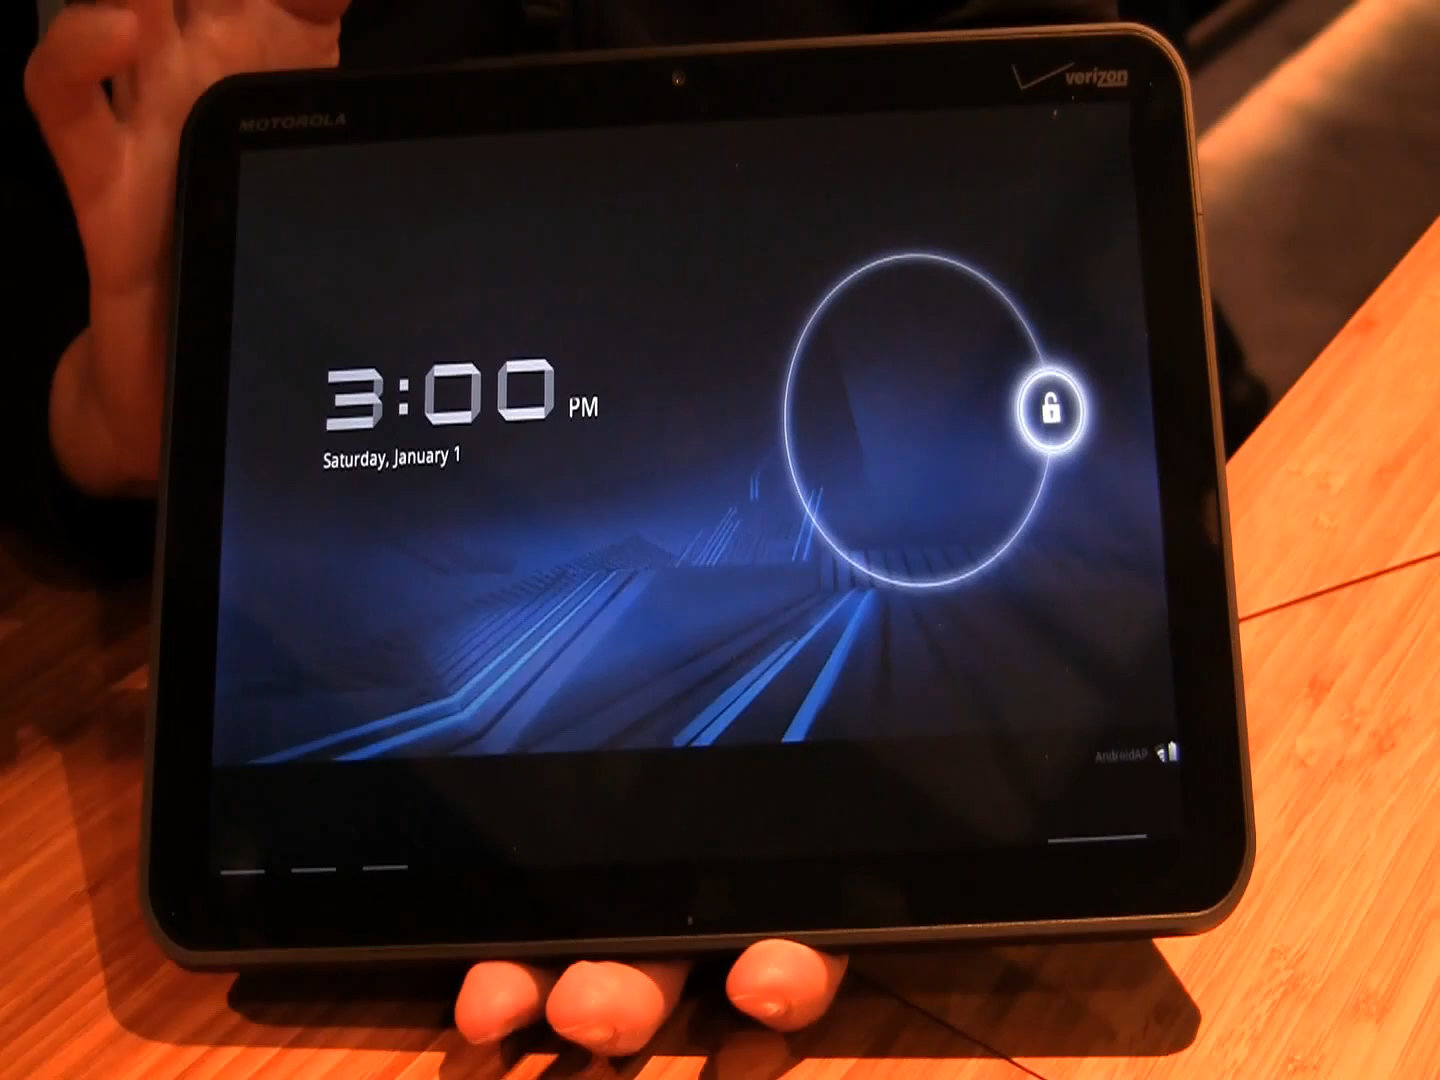 MOTOROLA
verizon
3:00 PM
Saturday, January 1
AndroidAP